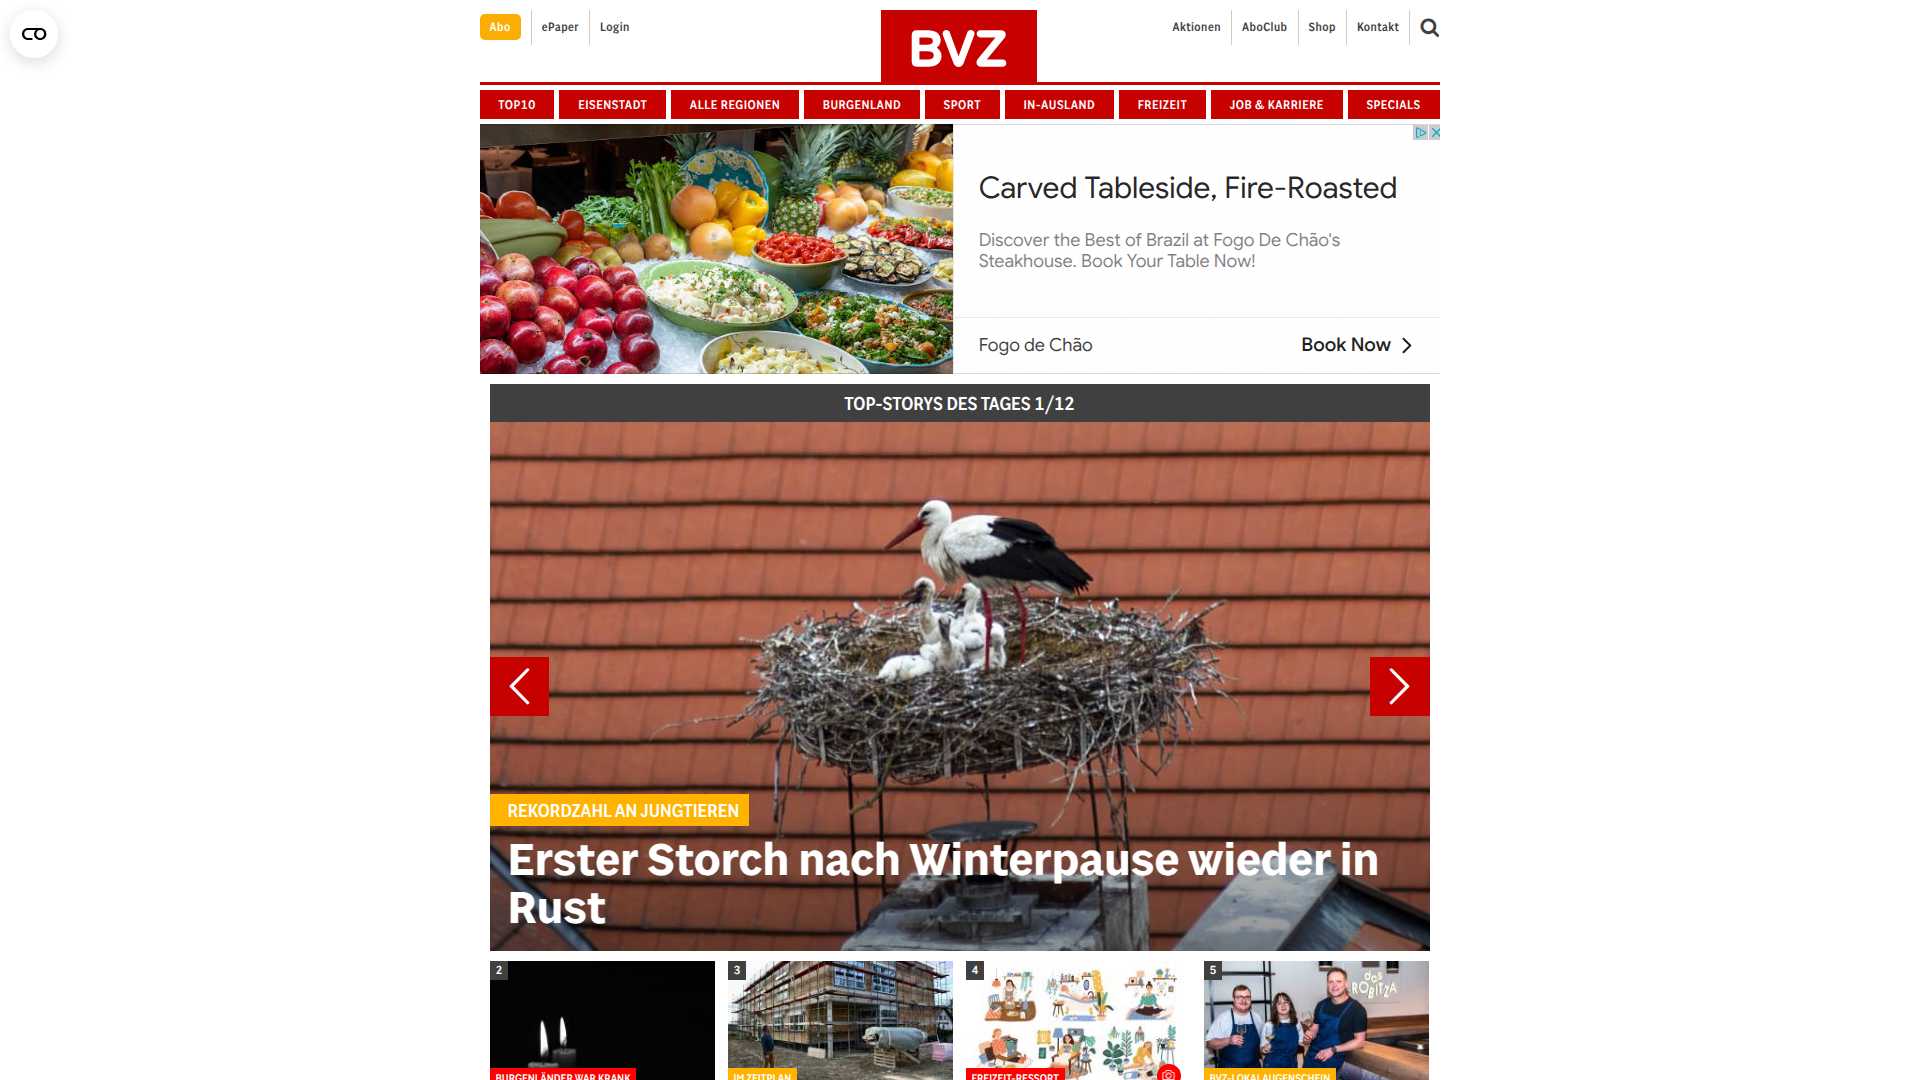 Abo
ePaper
Login
BVZ
Aktionen
AboClub
Shop
Kontakt
TOP10
EISENSTADT
ALLE REGIONEN
BURGENLAND
SPORT
IN-AUSLAND
FREIZEIT
JOB & KARRIERE
SPECIALS
Carved Tableside, Fire-Roasted
Discover the Best of Brazil at Fogo De Chão's
Steakhouse. Book Your Table Now!
Fogo de Chão
Book Now
TOP-STORYS DES TAGES 1/12
REKORDZAHL AN JUNGTIEREN
Erster Storch nach Winterpause wieder in
Rust
2
3
4
5
das
ROBITZA
BURGENLÄNDER WAR KRANK
IM ZEITPLAN
FREIZEIT-RESSORT
BVZ-LOKALAUGENSCHEIN